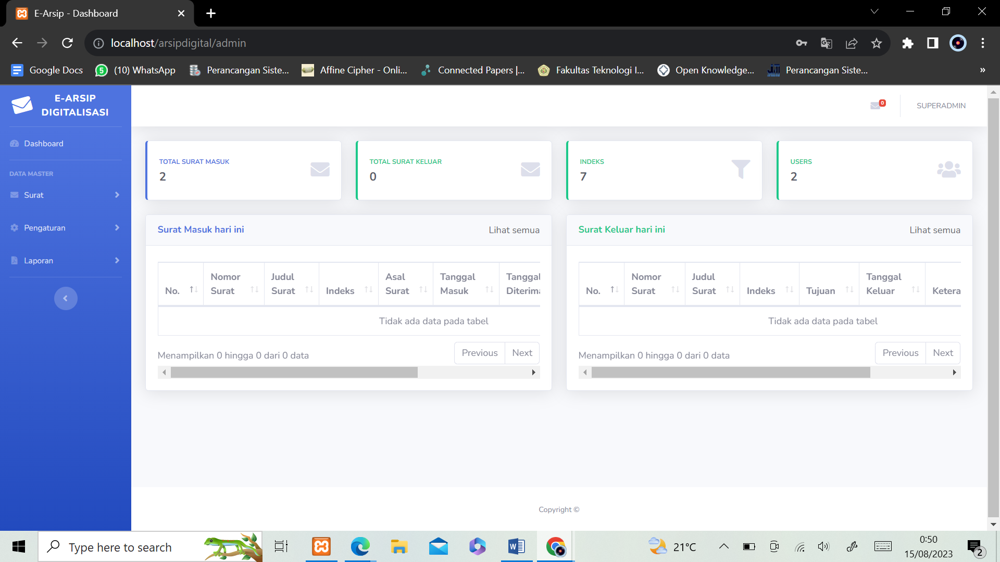 E-Arsip - Dashboard
localhost/arsipdigital/admin
Google Docs
(10) WhatsApp
Perancangan Siste...
Affine Cipher - Onli...
Connected Papers |...
Fakultas Teknologi I...
Open Knowledge...
Perancangan Siste...
»
E-ARSIP
DIGITALISASI
0
SUPERADMIN
Dashboard
DATA MASTER
Surat
Pengaturan
Laporan
TOTAL SURAT MASUK
2
TOTAL SURAT KELUAR
0
INDEKS
7
USERS
2
Surat Masuk hari ini
Lihat semua
No.
Nomor
Surat
Judul
Surat
Indeks
Asal
Surat
Tanggal
Masuk
Tanggal
Diterima
Tidak ada data pada tabel
Menampilkan 0 hingga 0 dari 0 data
Previous
Next
Surat Keluar hari ini
Lihat semua
No.
Nomor
Surat
Judul
Surat
Indeks
Tujuan
Tanggal
Keluar
Ketera
Tidak ada data pada tabel
Menampilkan 0 hingga 0 dari 0 data
Previous
Next
Copyright ©
Type here to search
21°C
0:50
15/08/2023
2